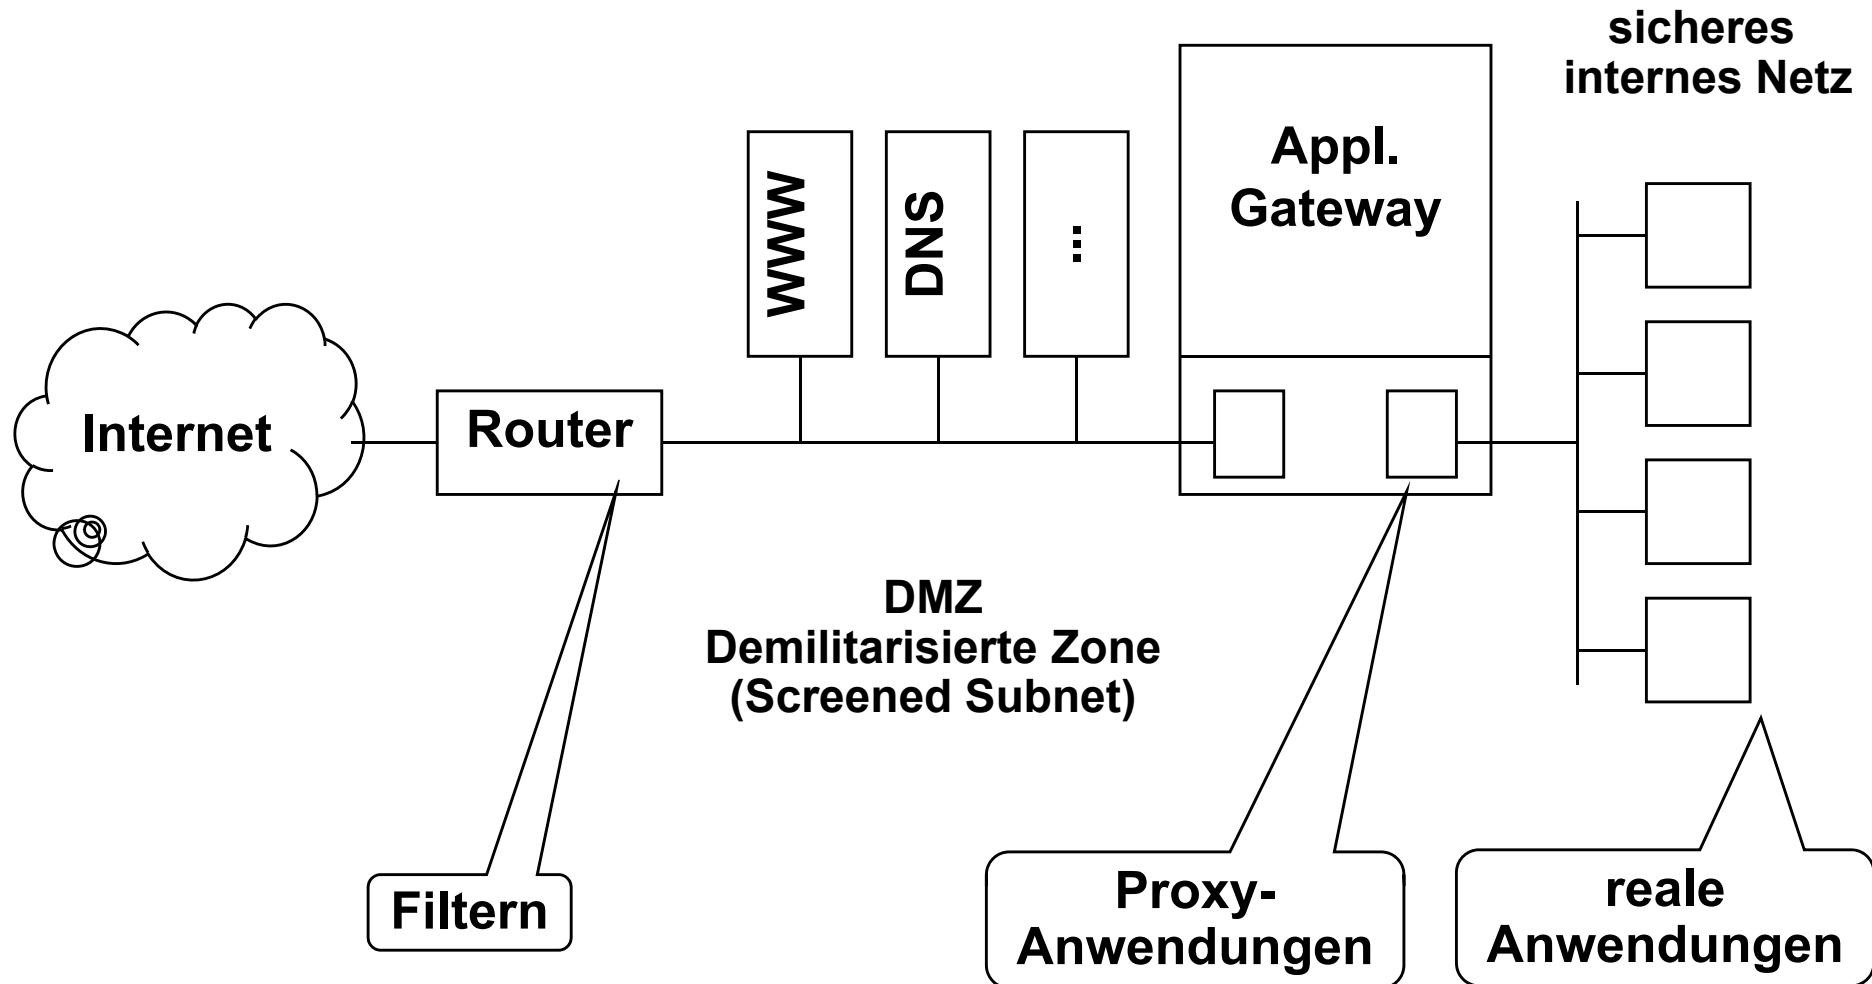 sicheres
internes Netz
Appl.
Gateway
WWW
DNS
...
Internet
Router
DMZ
Demilitarisierte Zone
(Screened Subnet)
Filtern
Proxy-
Anwendungen
reale
Anwendungen